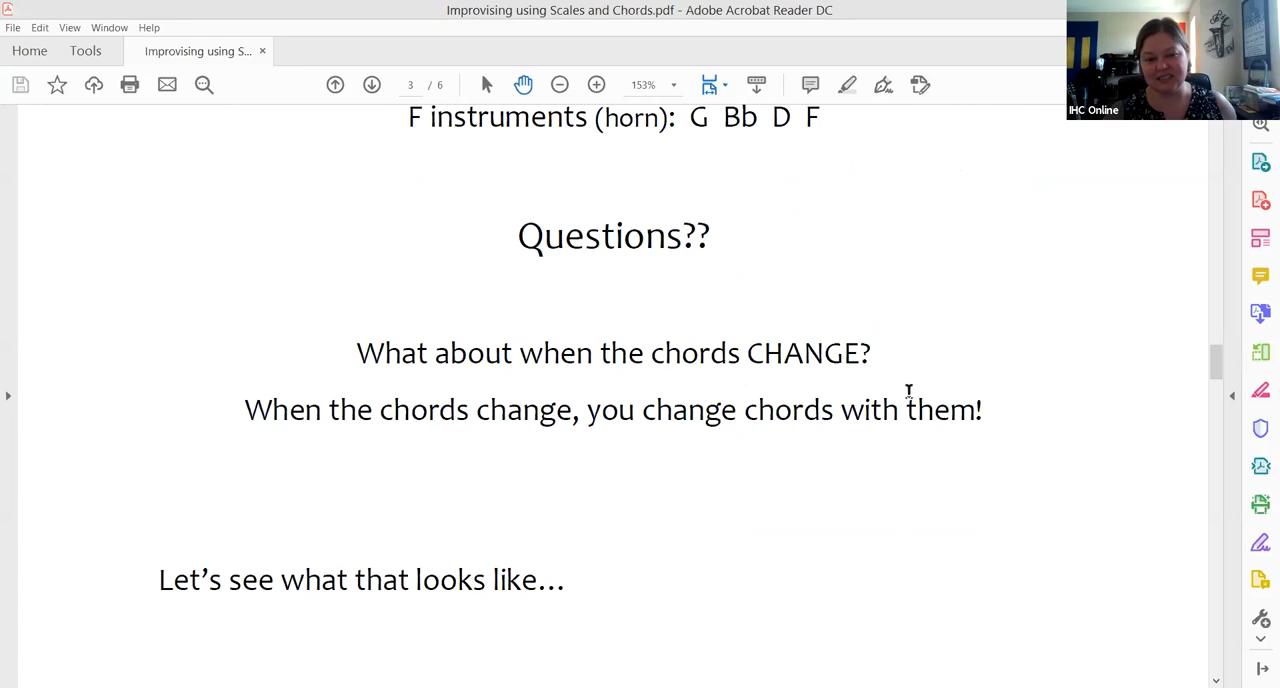 Improvising using Scales and Chords.pdf - Adobe Acrobat Reader DC
File Edit View Window Help
Home Tools Improvising using S... ×
3 / 6 153%
IHC Online
F instruments (horn): G Bb D F
Questions??
What about when the chords CHANGE?
When the chords change, you change chords with them!
Let's see what that looks like...